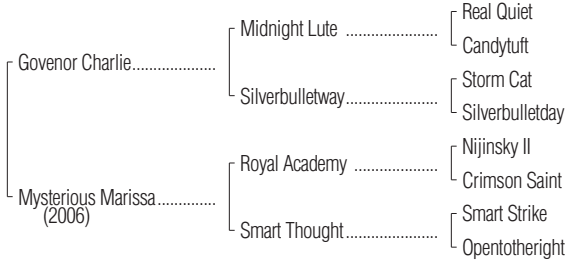 Real Quiet
Midnight Lute ......................
Candytuft
Govenor Charlie....................
Storm Cat
Silverbulletway......................
Silverbulletday
Nijinsky II
Royal Academy ....................
Crimson Saint
Mysterious Marissa..............
(2006)
Smart Strike
Smart Thought......................
Opentotheright